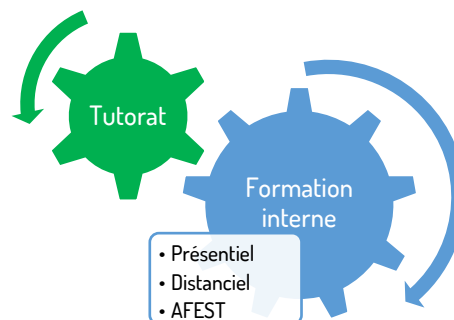 Tutorat
Formation
interne
• Présentiel
• Distanciel
• AFEST